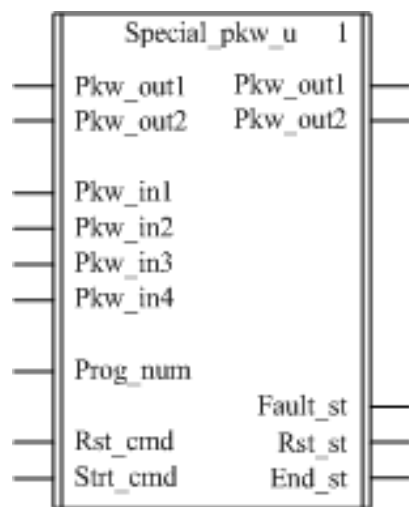 Special_pkw_u 1
Pkw_out1 Pkw_out1
Pkw_out2 Pkw_out2
Pkw_in1
Pkw_in2
Pkw_in3
Pkw_in4
Prog_num
Fault_st
Rst_cmd Rst_st
Strt_cmd End_st